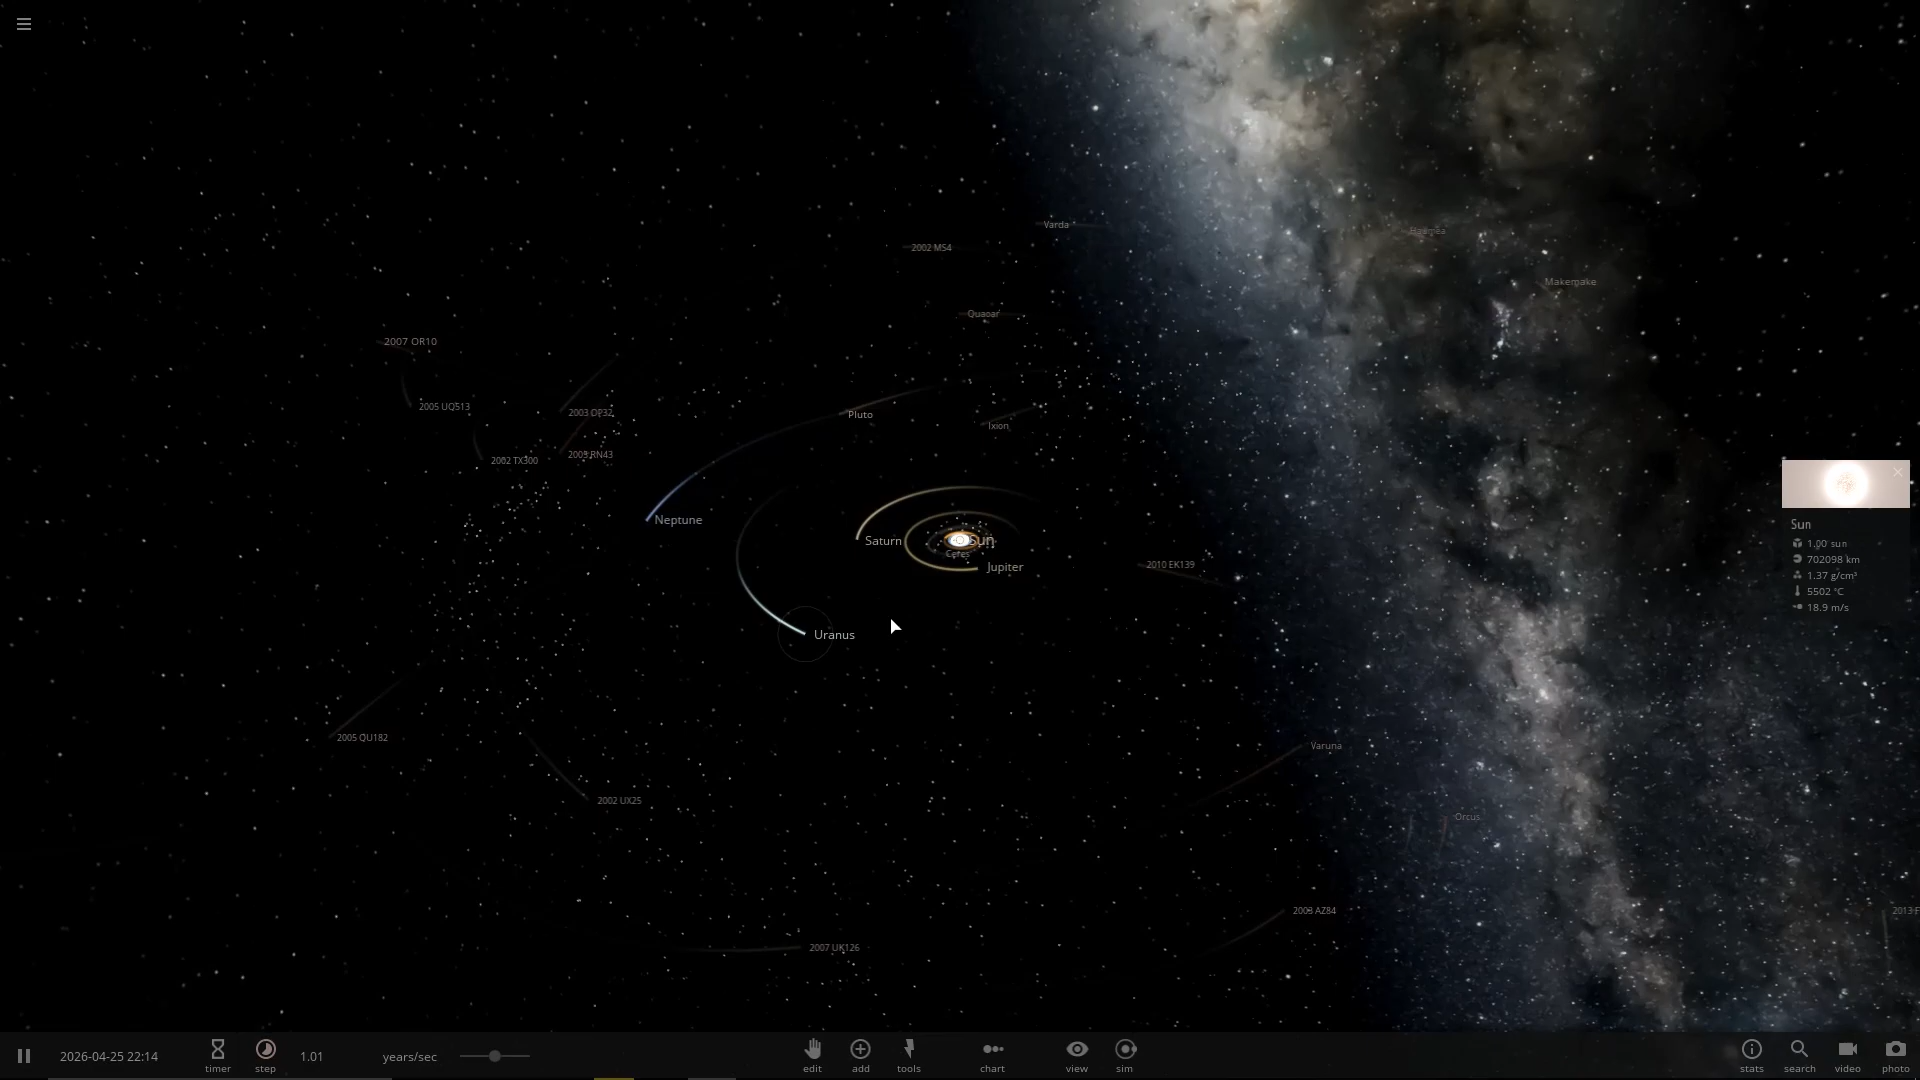 Varda
Haumea
2002 MS4
Makemake
Quaoar
2007 OR10
2005 UQ513
2003 OP32
Pluto
Ixion
2002 TX300
2003 RN43
Neptune
Saturn
Sun
Ceres
Jupiter
2010 EK139
Uranus
Sun
1.00 sun
702098 km
1.37 g/cm³
5502 °C
18.9 m/s
2005 QU182
Varuna
2002 UX25
Orcus
2003 AZ84
2013 F
2007 UK126
2026-04-25 22:14
timer
step
1.01
years/sec
edit
add
tools
chart
view
sim
stats
search
video
photo